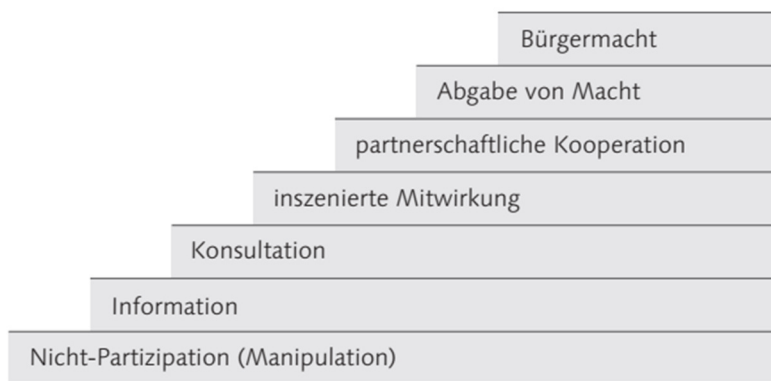 Bürgermacht
Abgabe von Macht
partnerschaftliche Kooperation
inszenierte Mitwirkung
Konsultation
Information
Nicht-Partizipation (Manipulation)